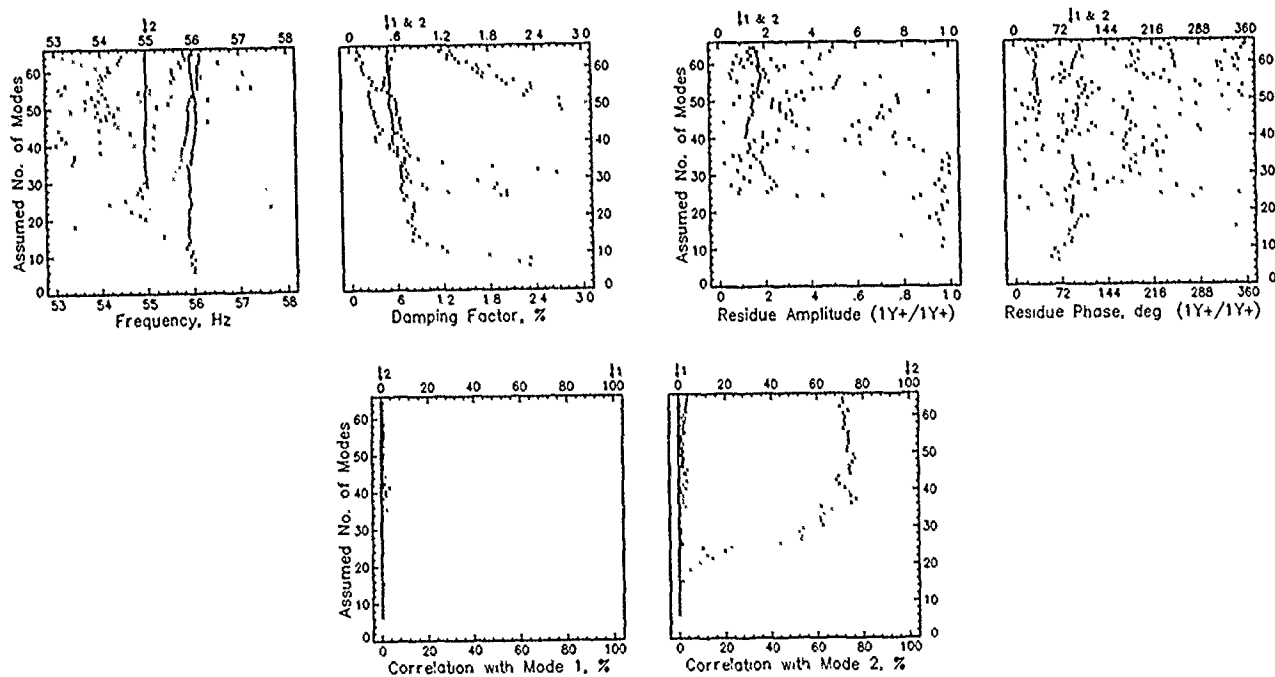 ↓2
53 54 55 56 57 58
Assumed No. of Modes
60
50
40
30
20
10
0
53 54 55 56 57 58
Frequency, Hz
↓1 & 2
0 .6 1.2 1.8 2.4 3.0
60
50
40
30
20
10
0
0 .6 1.2 1.8 2.4 3.0
Damping Factor, %
↓1 & 2
0 .2 .4 .6 .8 1.0
Assumed No. of Modes
60
50
40
30
20
10
0
0 .2 .4 .6 .8 1.0
Residue Amplitude (1Y+/1Y+)
↓1 & 2
0 72 144 216 288 360
60
50
40
30
20
10
0
0 72 144 216 288 360
Residue Phase, deg (1Y+/1Y+)
↓2 ↓1
0 20 40 60 80 100
Assumed No. of Modes
60
50
40
30
20
10
0
0 20 40 60 80 100
Correlation with Mode 1, %
↓1 ↓2
0 20 40 60 80 100
60
50
40
30
20
10
0
0 20 40 60 80 100
Correlation with Mode 2, %